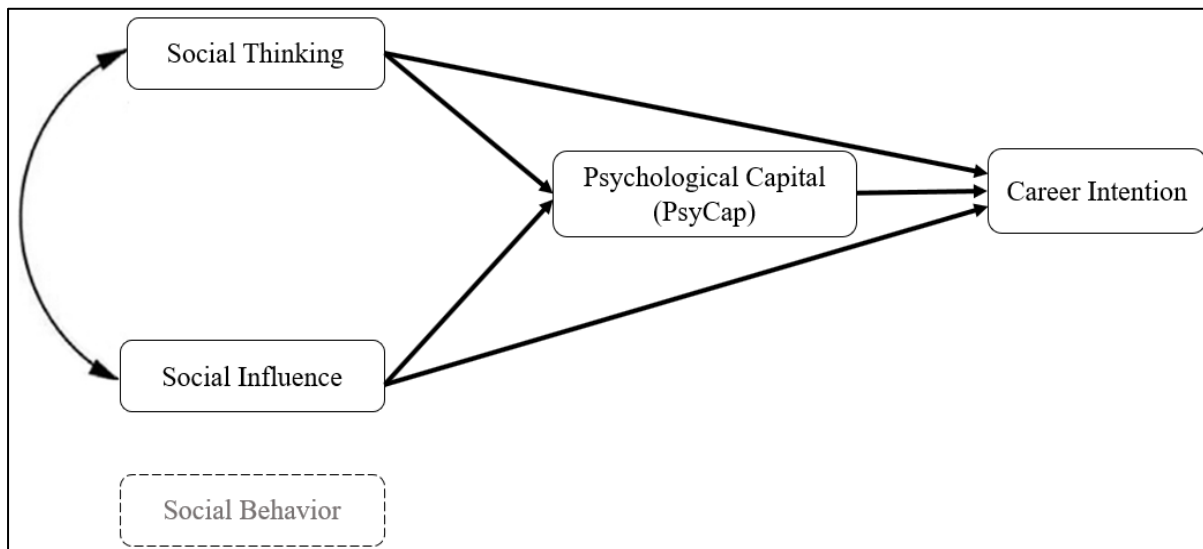 Social Thinking
Psychological Capital
(PsyCap)
Career Intention
Social Influence
Social Behavior